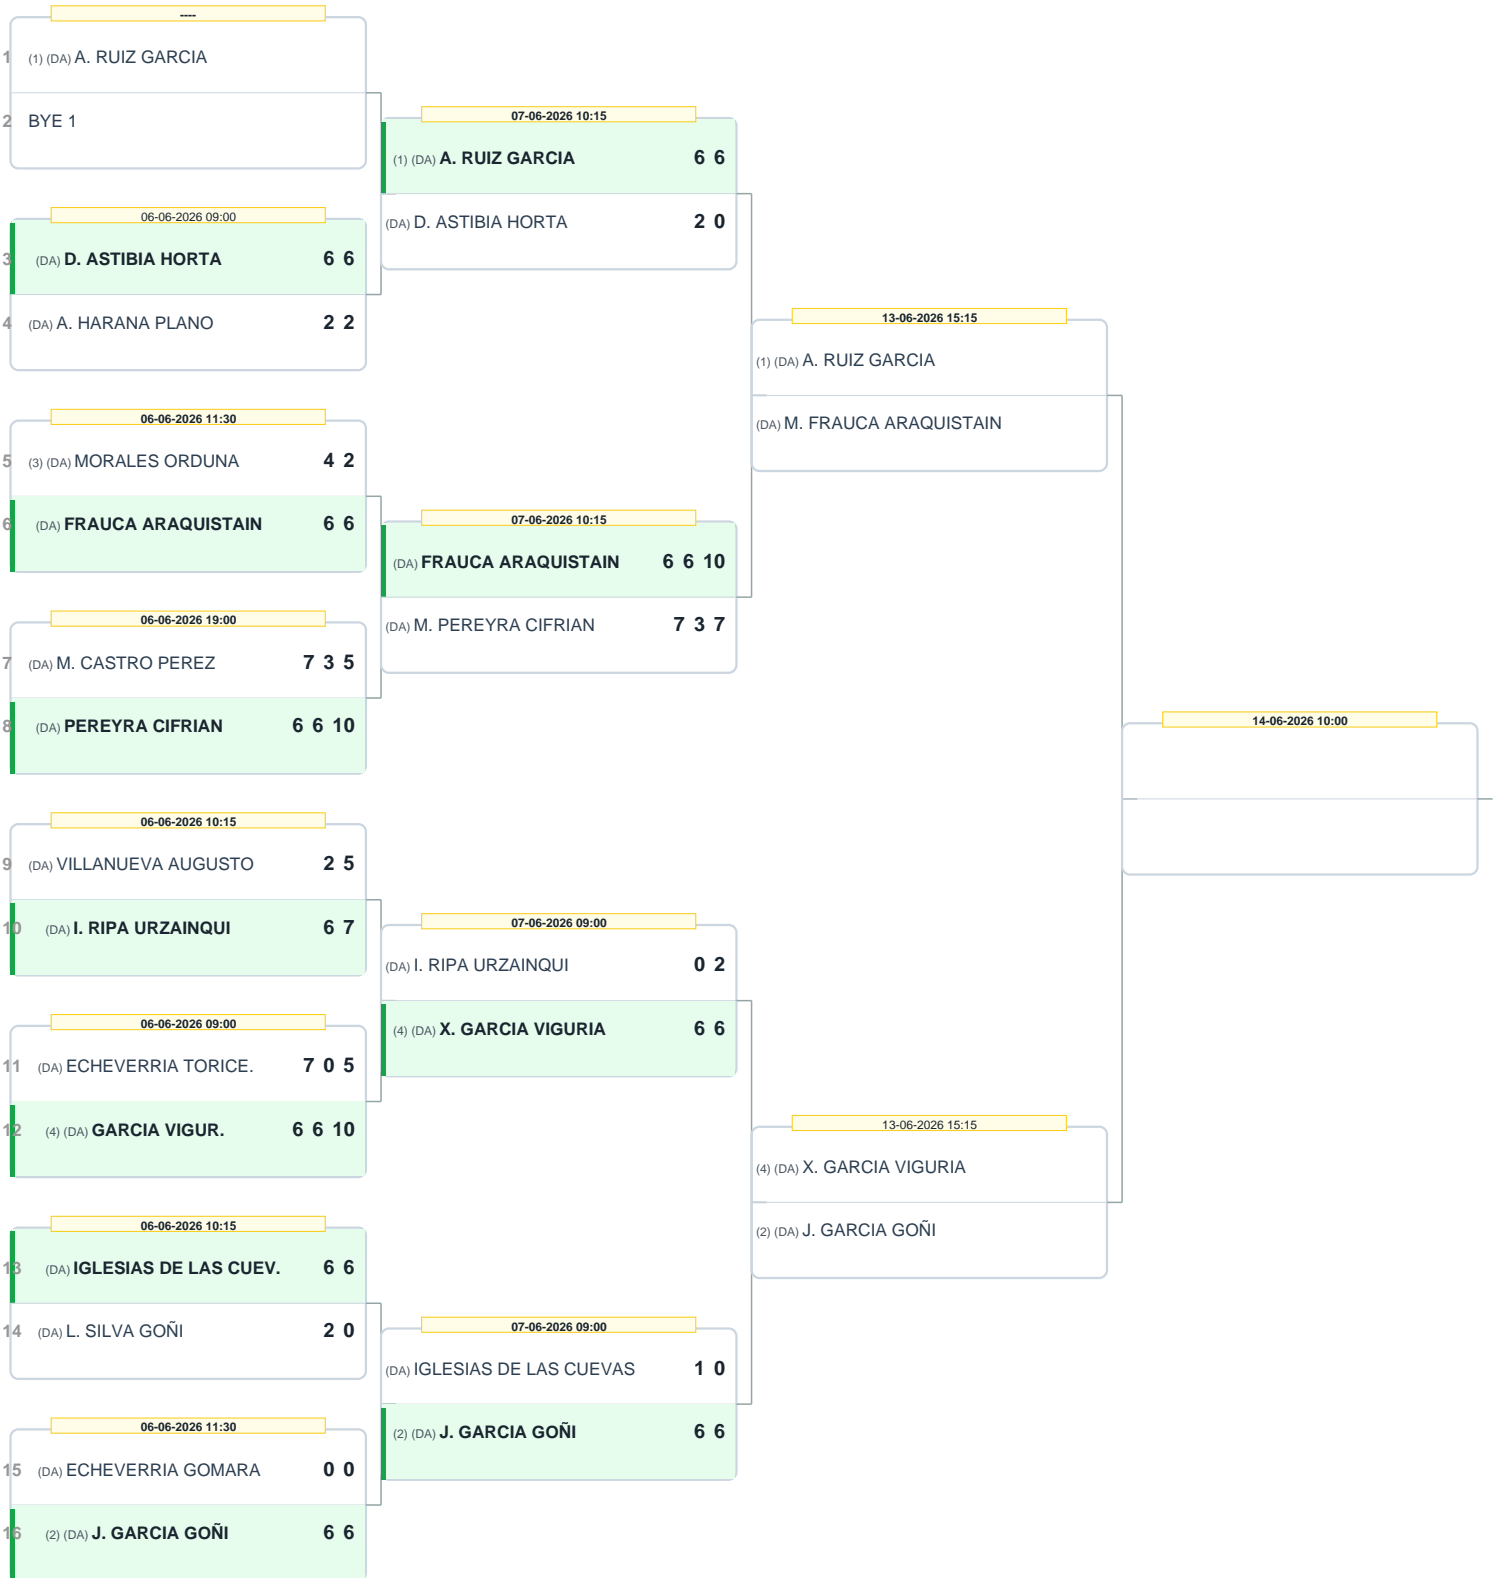 ----
1 (1) (DA) A. RUIZ GARCIA
2 BYE 1
06-06-2026 09:00
3 (DA) D. ASTIBIA HORTA 6 6
4 (DA) A. HARANA PLANO 2 2
06-06-2026 11:30
5 (3) (DA) MORALES ORDUNA 4 2
6 (DA) FRAUCA ARAQUISTAIN 6 6
06-06-2026 19:00
7 (DA) M. CASTRO PEREZ 7 3 5
8 (DA) PEREYRA CIFRIAN 6 6 10
06-06-2026 10:15
9 (DA) VILLANUEVA AUGUSTO 2 5
10 (DA) I. RIPA URZAINQUI 6 7
06-06-2026 09:00
11 (DA) ECHEVERRIA TORICE. 7 0 5
12 (4) (DA) GARCIA VIGUR. 6 6 10
06-06-2026 10:15
13 (DA) IGLESIAS DE LAS CUEV. 6 6
14 (DA) L. SILVA GOÑI 2 0
06-06-2026 11:30
15 (DA) ECHEVERRIA GOMARA 0 0
16 (2) (DA) J. GARCIA GOÑI 6 6
07-06-2026 10:15
(1) (DA) A. RUIZ GARCIA 6 6
(DA) D. ASTIBIA HORTA 2 0
07-06-2026 10:15
(DA) FRAUCA ARAQUISTAIN 6 6 10
(DA) M. PEREYRA CIFRIAN 7 3 7
07-06-2026 09:00
(DA) I. RIPA URZAINQUI 0 2
(4) (DA) X. GARCIA VIGURIA 6 6
07-06-2026 09:00
(DA) IGLESIAS DE LAS CUEVAS 1 0
(2) (DA) J. GARCIA GOÑI 6 6
13-06-2026 15:15
(1) (DA) A. RUIZ GARCIA
(DA) M. FRAUCA ARAQUISTAIN
13-06-2026 15:15
(4) (DA) X. GARCIA VIGURIA
(2) (DA) J. GARCIA GOÑI
14-06-2026 10:00